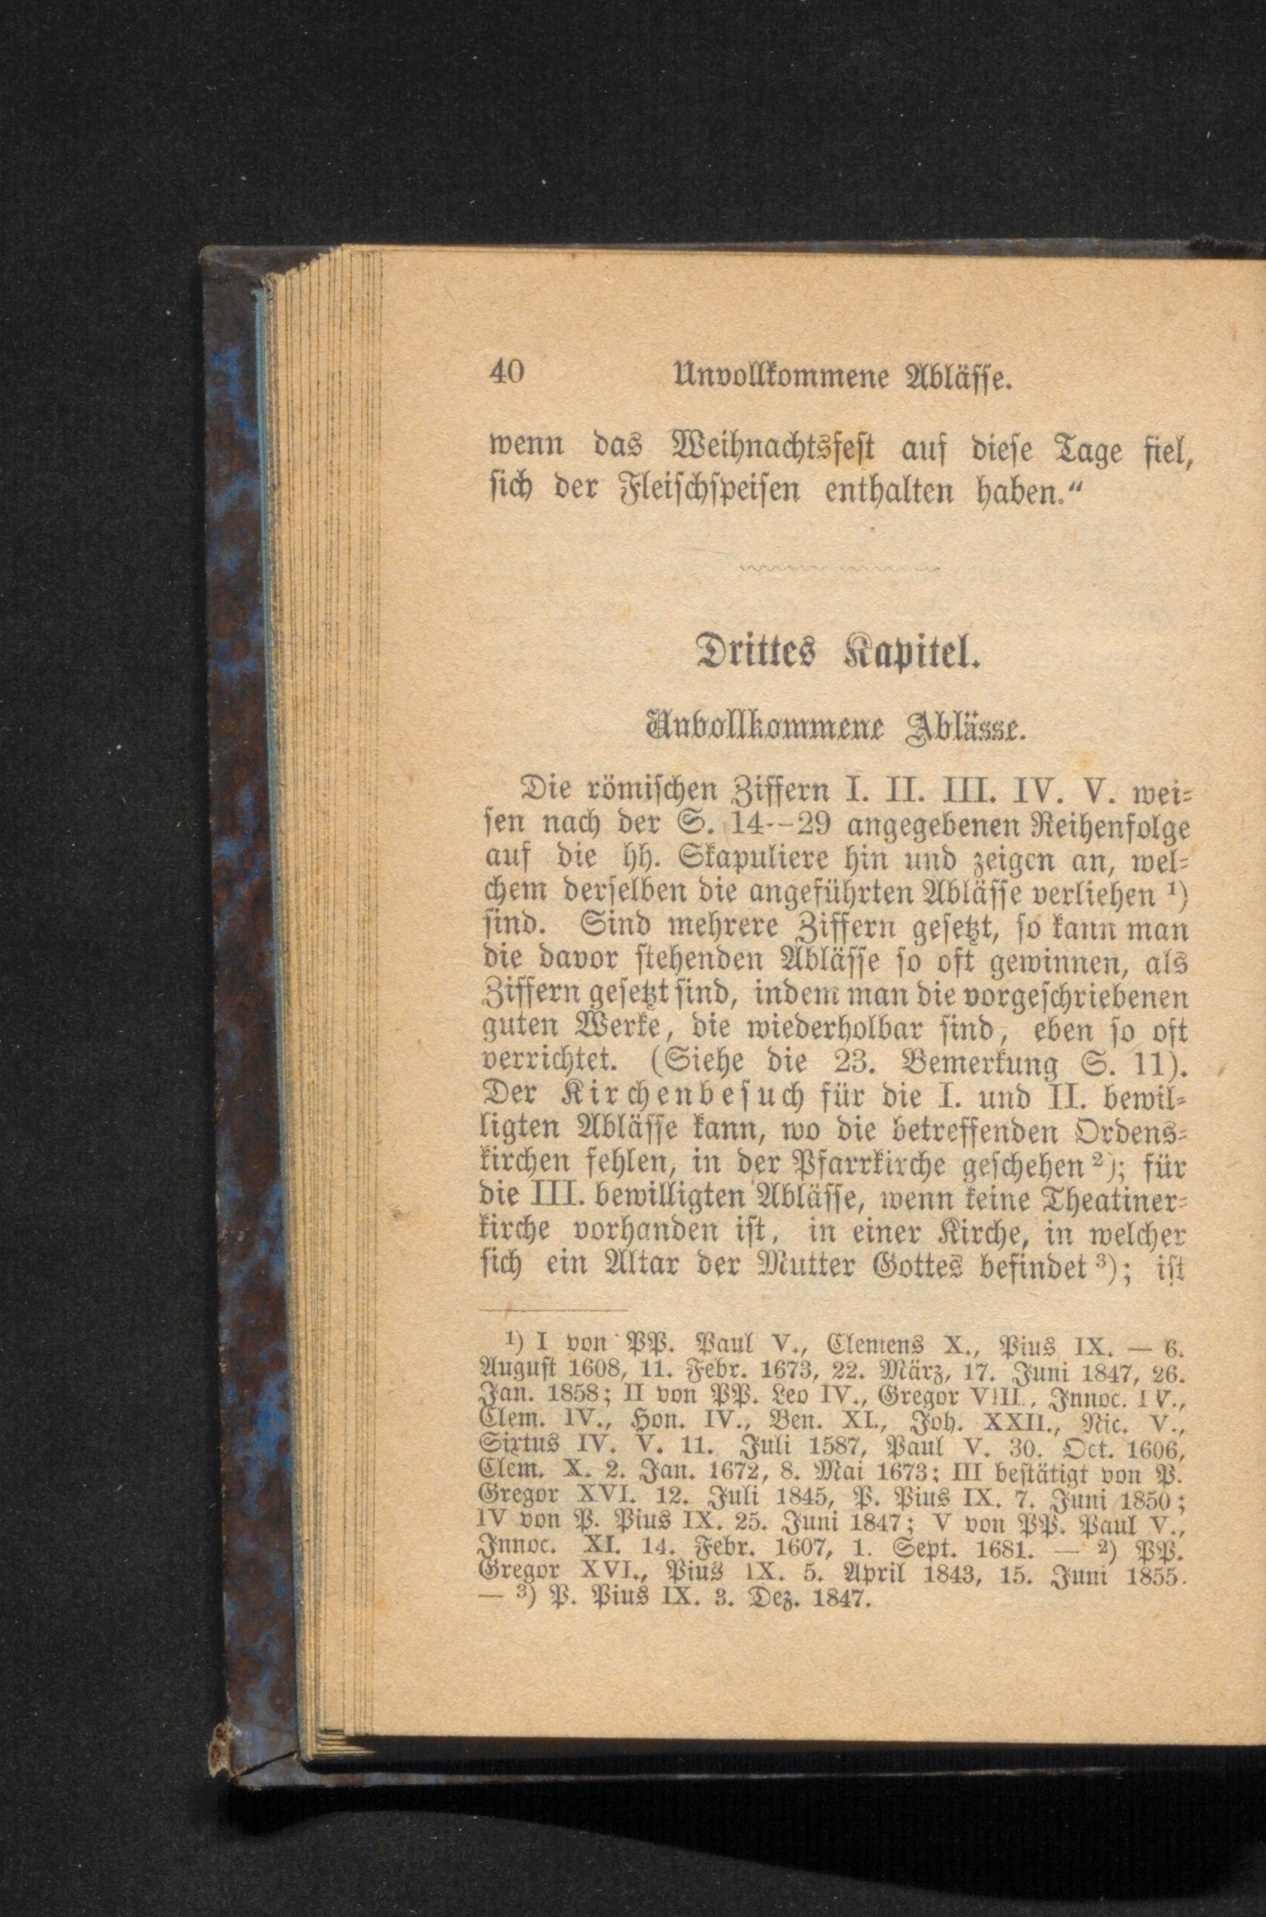 40 Unvollkommene Abläſſe.
wenn das Weihnachtsfeſt auf dieſe Tage fiel,
ſich der Fleiſchſpeiſen enthalten haben.“
Drittes Kapitel.
Unvollkommene Ablässe.
Die römiſchen Ziffern I. II. III. IV. V. wei⸗
ſen nach der S. 14--29 angegebenen Reihenfolge
auf die hh. Skapuliere hin und zeigen an, wel⸗
chem derſelben die angeführten Abläſſe verliehen ¹)
ſind. Sind mehrere Ziffern geſetzt, ſo kann man
die davor ſtehenden Abläſſe ſo oft gewinnen, als
Ziffern geſetzt ſind, indem man die vorgeſchriebenen
guten Werke, die wiederholbar ſind, eben ſo oft
verrichtet. (Siehe die 23. Bemerkung S. 11).
Der Kirchenbeſuch für die I. und II. bewil⸗
ligten Abläſſe kann, wo die betreffenden Ordens⸗
kirchen fehlen, in der Pfarrkirche geſchehen ²); für
die III. bewilligten Abläſſe, wenn keine Theatiner⸗
kirche vorhanden iſt, in einer Kirche, in welcher
ſich ein Altar der Mutter Gottes befindet ³); iſt
¹) I von PP. Paul V., Clemens X., Pius IX. — 6.
Auguſt 1608, 11. Febr. 1673, 22. März, 17. Juni 1847, 26.
Jan. 1858; II von PP. Leo IV., Gregor VIII., Innoc. IV.,
Clem. IV., Hon. IV., Ben. XI., Joh. XXII., Nic. V.,
Sixtus IV. V. 11. Juli 1587, Paul V. 30. Oct. 1606,
Clem. X. 2. Jan. 1672, 8. Mai 1673; III beſtätigt von P.
Gregor XVI. 12. Juli 1845, P. Pius IX. 7. Juni 1850;
IV von P. Pius IX. 25. Juni 1847; V von PP. Paul V.,
Innoc. XI. 14. Febr. 1607, 1. Sept. 1681. — ²) PP.
Gregor XVI., Pius IX. 5. April 1843, 15. Juni 1855.
— ³) P. Pius IX. 3. Dez. 1847.